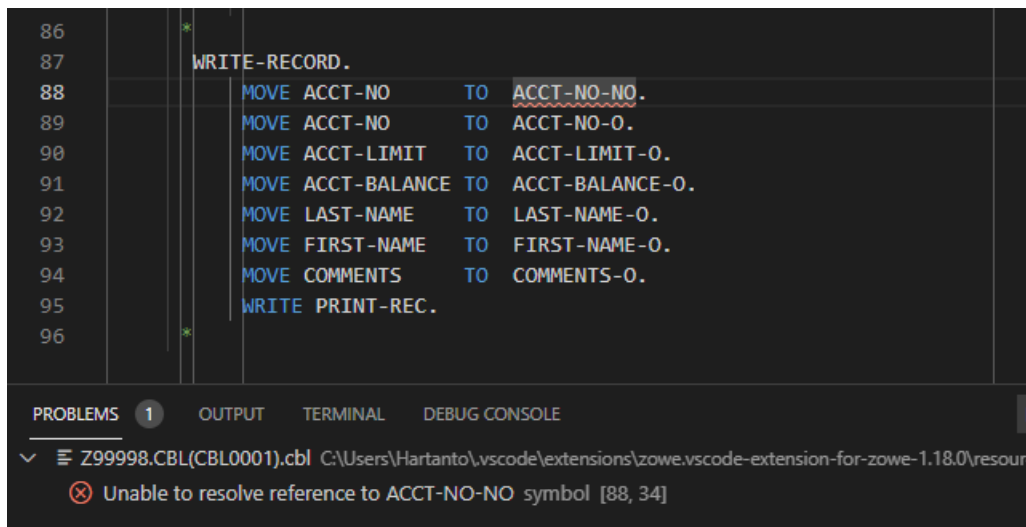 86 *
87 WRITE-RECORD.
88 MOVE ACCT-NO TO ACCT-NO-NO.
89 MOVE ACCT-NO TO ACCT-NO-O.
90 MOVE ACCT-LIMIT TO ACCT-LIMIT-O.
91 MOVE ACCT-BALANCE TO ACCT-BALANCE-O.
92 MOVE LAST-NAME TO LAST-NAME-O.
93 MOVE FIRST-NAME TO FIRST-NAME-O.
94 MOVE COMMENTS TO COMMENTS-O.
95 WRITE PRINT-REC.
96 *
PROBLEMS 1 OUTPUT TERMINAL DEBUG CONSOLE
Z99998.CBL(CBL0001).cbl C:\Users\Hartanto\.vscode\extensions\zowe.vscode-extension-for-zowe-1.18.0\resour
Unable to resolve reference to ACCT-NO-NO symbol [88, 34]